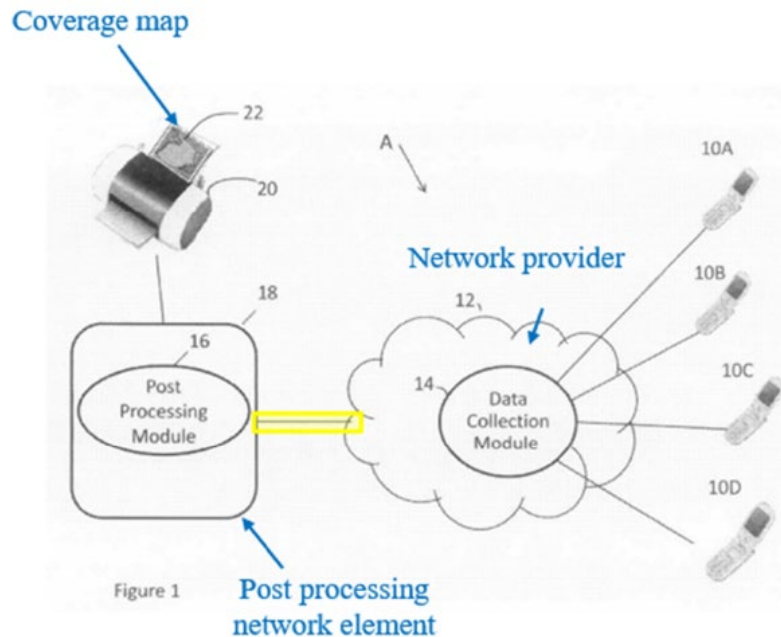 Coverage map
22
A
10A
20
Network provider
10B
18
12
16
14
10C
Post
Processing
Module
Data
Collection
Module
10D
Figure 1
Post processing
network element